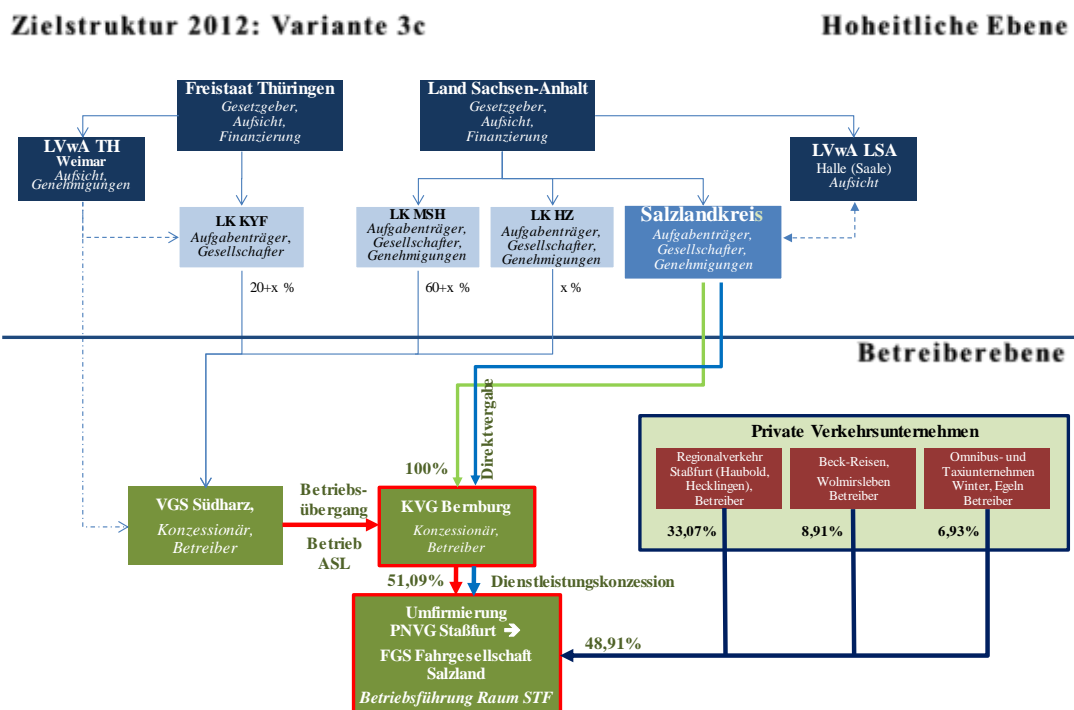 Zielstruktur 2012: Variante 3c
Hoheitliche Ebene
Freistaat Thüringen
Gesetzgeber,
Aufsicht,
Finanzierung
Land Sachsen-Anhalt
Gesetzgeber,
Aufsicht,
Finanzierung
LVwA TH
Weimar
Aufsicht,
Genehmigungen
LVwA LSA
Halle (Saale)
Aufsicht
LK KYF
Aufgabenträger,
Gesellschafter
LK MSH
Aufgabenträger,
Gesellschafter,
Genehmigungen
LK HZ
Aufgabenträger,
Gesellschafter,
Genehmigungen
Salzlandkreis
Aufgabenträger,
Gesellschafter,
Genehmigungen
20+x %
60+x %
x %
Betreiberebene
Direktvergabe
100%
Private Verkehrsunternehmen
Regionalverkehr
Staßfurt (Haubold,
Hecklingen),
Betreiber
Beck-Reisen,
Wolmirsleben
Betreiber
Omnibus- und
Taxiunternehmen
Winter, Egeln
Betreiber
33,07%
8,91%
6,93%
VGS Südharz,
Konzessionär,
Betreiber
Betriebs-
übergang
Betrieb
ASL
KVG Bernburg
Konzessionär,
Betreiber
51,09%
Dienstleistungskonzession
Umfirmierung
PNVG Staßfurt ➔
FGS Fahrgesellschaft
Salzland
Betriebsführung Raum STF
48,91%